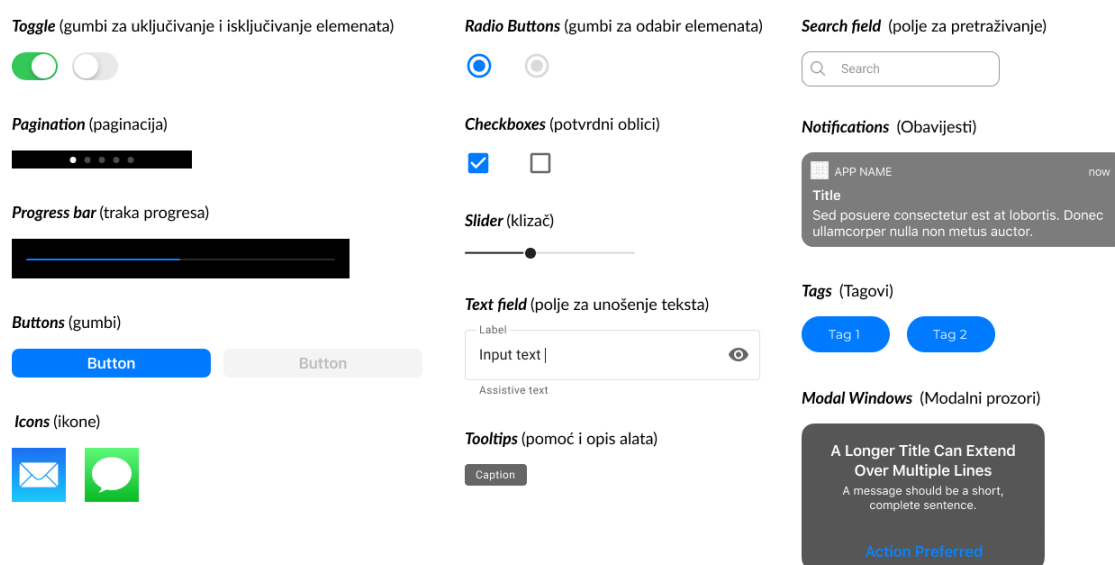 Toggle (gumbi za uključivanje i isključivanje elemenata)
Pagination (paginacija)
Progress bar (traka progresa)
Buttons (gumbi)
Button
Button
Icons (ikone)
Radio Buttons (gumbi za odabir elemenata)
Checkboxes (potvrdni oblici)
Slider (klizač)
Text field (polje za unošenje teksta)
Label
Input text
Assistive text
Tooltips (pomoć i opis alata)
Caption
Search field (polje za pretraživanje)
Search
Notifications (Obavijesti)
APP NAME now
Title
Sed posuere consectetur est at lobortis. Donec
ullamcorper nulla non metus auctor.
Tags (Tagovi)
Tag 1
Tag 2
Modal Windows (Modalni prozori)
A Longer Title Can Extend
Over Multiple Lines
A message should be a short,
complete sentence.
Action Preferred